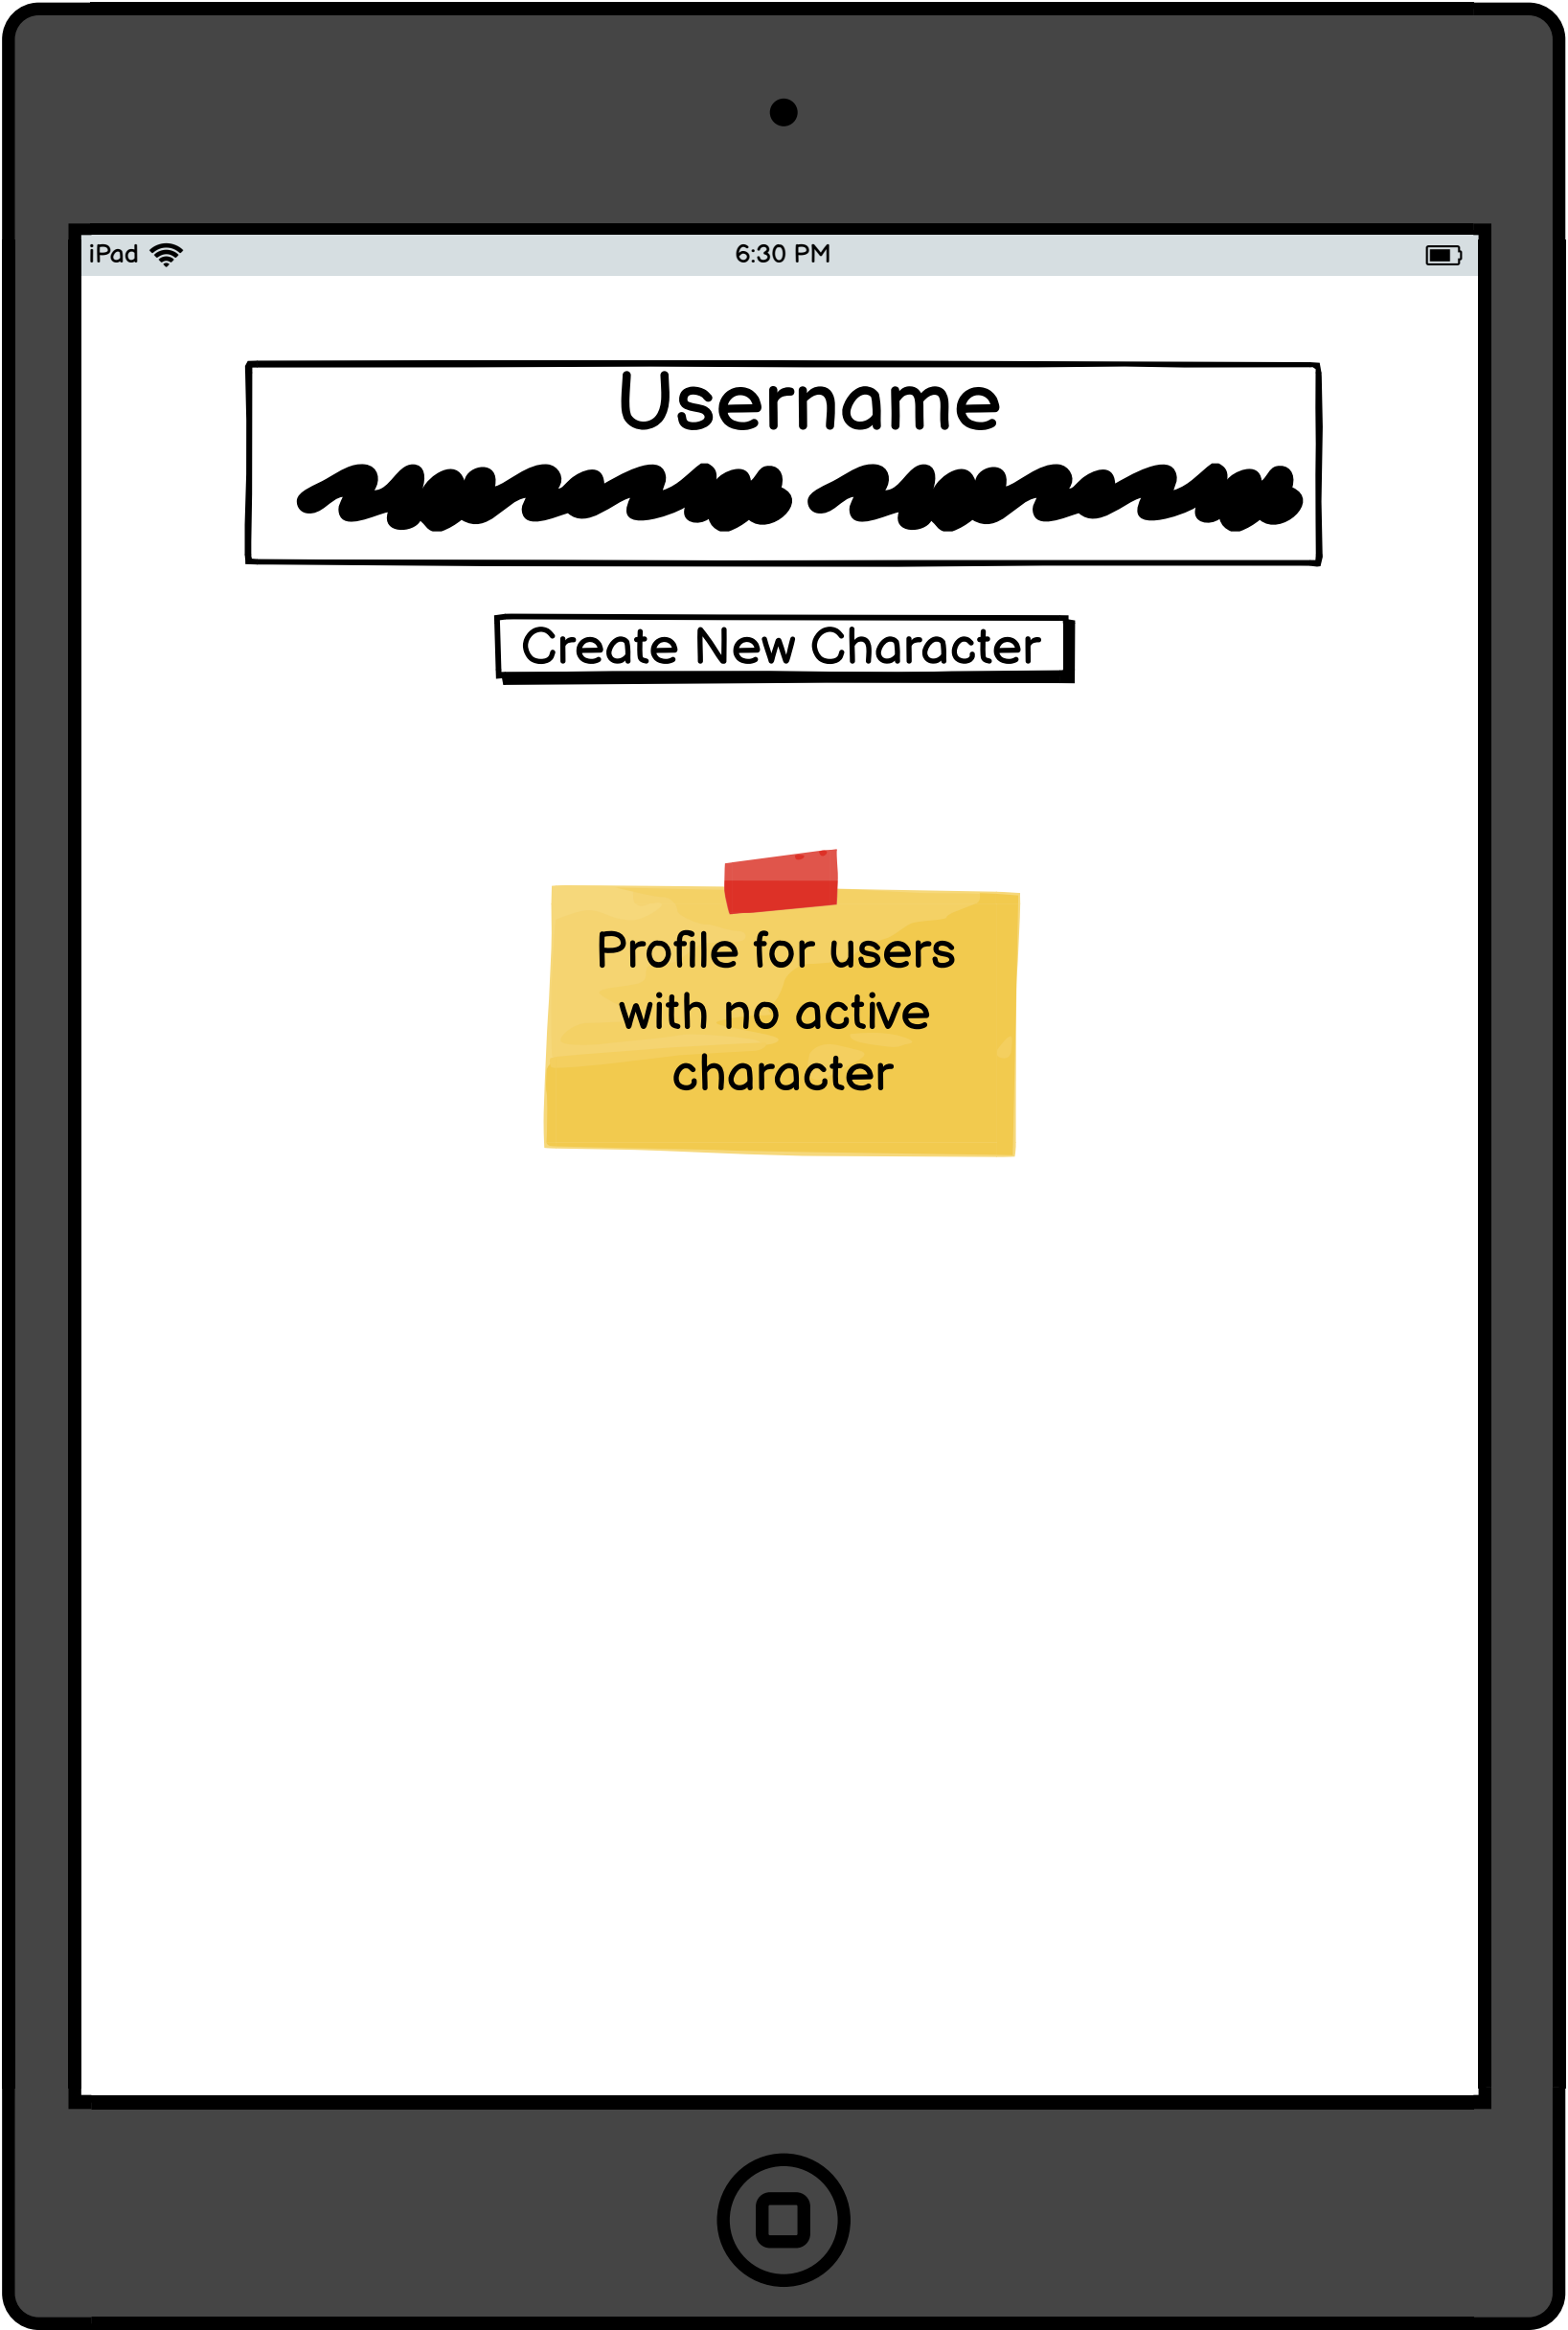 iPad 6:30 PM
Username
Create New Character
Profile for users
with no active
character